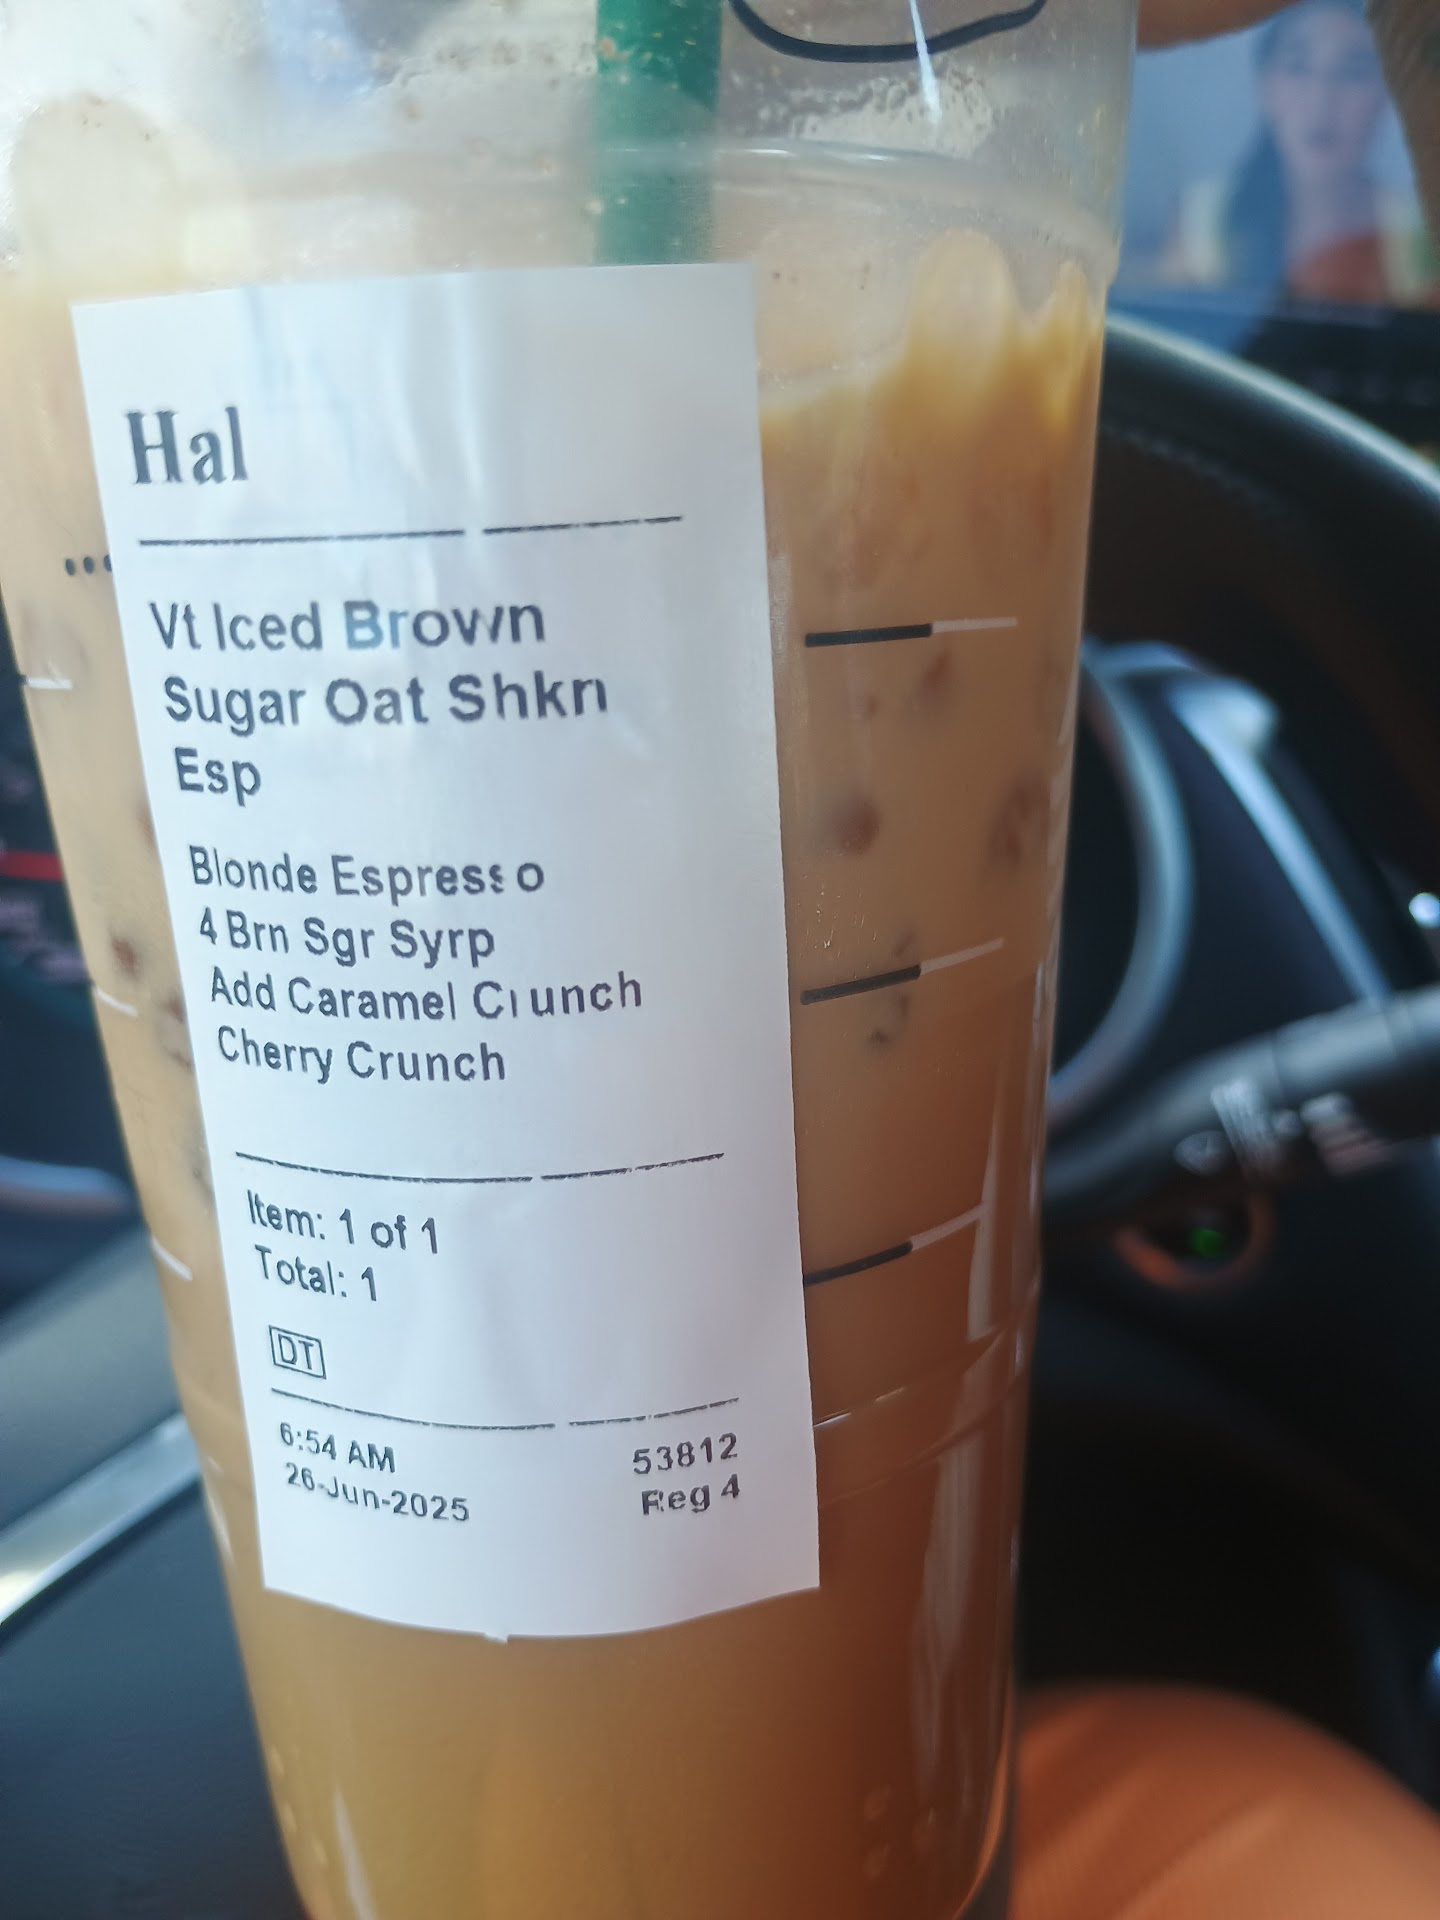 Hal
Vt Iced Brown
Sugar Oat Shkn
Esp
Blonde Espresso
4 Brn Sgr Syrp
Add Caramel Crunch
Cherry Crunch
Item: 1 of 1
Total: 1
DT
6:54 AM 53812
26-Jun-2025 Reg 4